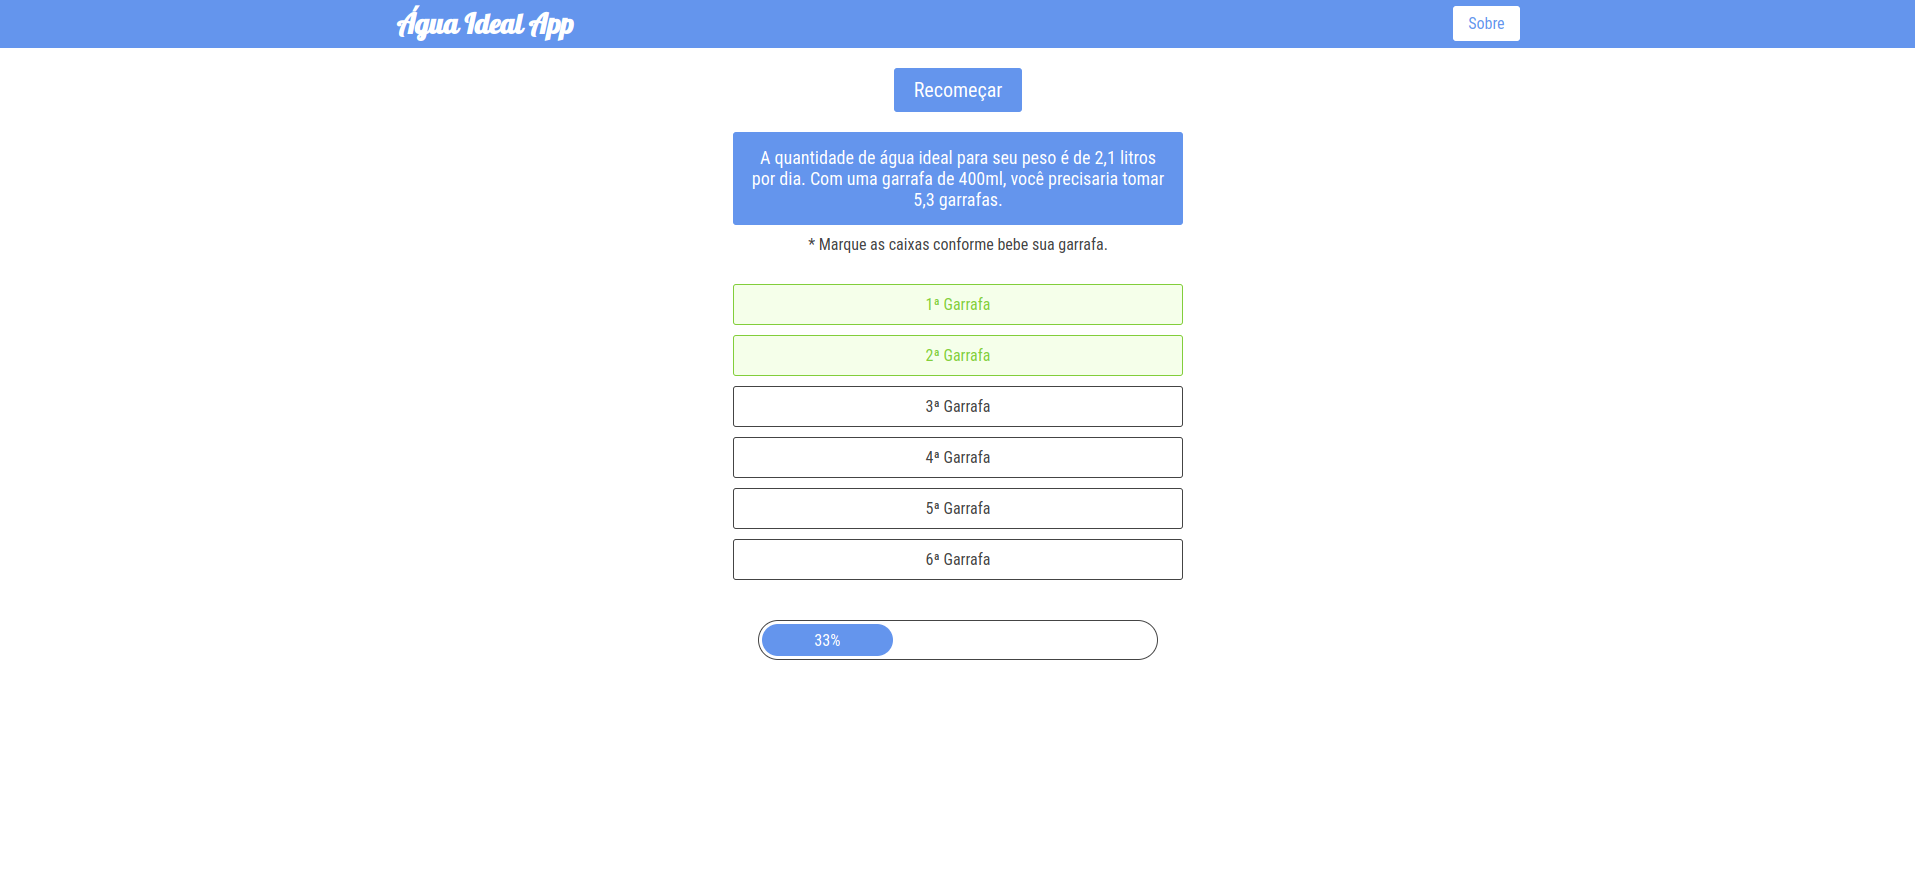 Água Ideal App
Sobre
Recomeçar
A quantidade de água ideal para seu peso é de 2,1 litros
por dia. Com uma garrafa de 400ml, você precisaria tomar
5,3 garrafas.
* Marque as caixas conforme bebe sua garrafa.
1ª Garrafa
2ª Garrafa
3ª Garrafa
4ª Garrafa
5ª Garrafa
6ª Garrafa
33%